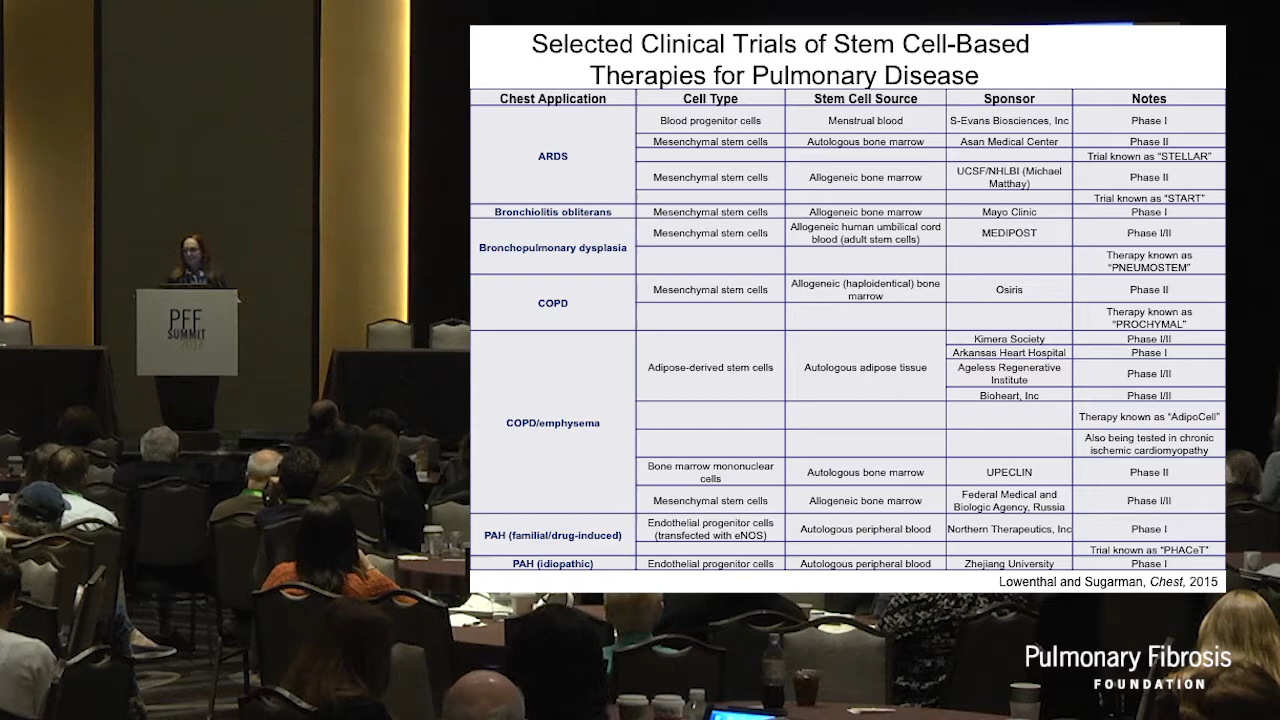 Selected Clinical Trials of Stem Cell-Based
Therapies for Pulmonary Disease
Chest Application Cell Type Stem Cell Source Sponsor Notes
ARDS
Blood progenitor cells Menstrual blood S-Evans Biosciences, Inc Phase I
Mesenchymal stem cells Autologous bone marrow Asan Medical Center Phase II
Trial known as “STELLAR”
Mesenchymal stem cells Allogeneic bone marrow UCSF/NHLBI (Michael
Matthay) Phase II
Trial known as “START”
Bronchiolitis obliterans Mesenchymal stem cells Allogeneic bone marrow Mayo Clinic Phase I
Bronchopulmonary dysplasia
Mesenchymal stem cells Allogeneic human umbilical cord
blood (adult stem cells) MEDIPOST Phase I/II
Therapy known as
“PNEUMOSTEM”
COPD
Mesenchymal stem cells Allogeneic (haploidentical) bone
marrow Osiris Phase II
Therapy known as
“PROCHYMAL”
COPD/emphysema
Adipose-derived stem cells Autologous adipose tissue
Kimera Society Phase I/II
Arkansas Heart Hospital Phase I
Ageless Regenerative
Institute Phase I/II
Bioheart, Inc Phase I/II
Therapy known as “AdipoCell”
Also being tested in chronic
ischemic cardiomyopathy
Bone marrow mononuclear
cells Autologous bone marrow UPECLIN Phase II
Mesenchymal stem cells Allogeneic bone marrow Federal Medical and
Biologic Agency, Russia Phase I/II
PAH (familial/drug-induced)
Endothelial progenitor cells
(transfected with eNOS) Autologous peripheral blood Northern Therapeutics, Inc Phase I
Trial known as “PHACeT”
PAH (idiopathic) Endothelial progenitor cells Autologous peripheral blood Zhejiang University Phase I
Lowenthal and Sugarman, Chest, 2015
PFF
SUMMIT
Pulmonary Fibrosis
FOUNDATION